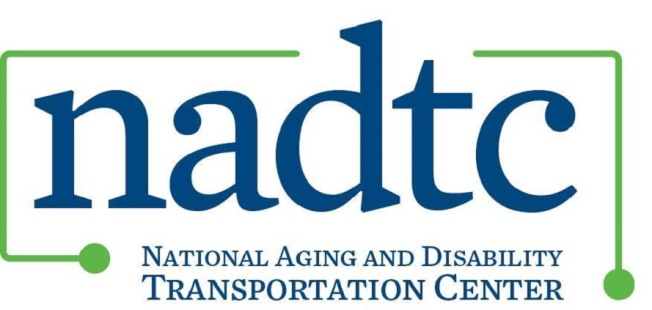 nadtc
National Aging and Disability
Transportation Center